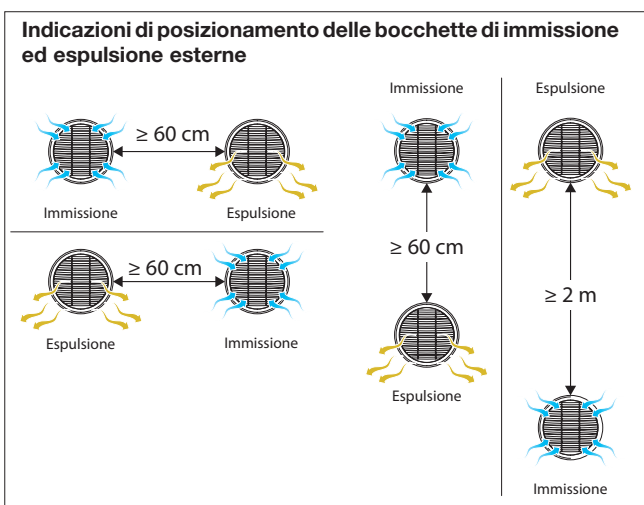 Indicazioni di posizionamento delle bocchette di immissione
ed espulsione esterne
≥ 60 cm
Immissione
Espulsione
≥ 60 cm
Espulsione
Immissione
Immissione
≥ 60 cm
Espulsione
Espulsione
≥ 2 m
Immissione